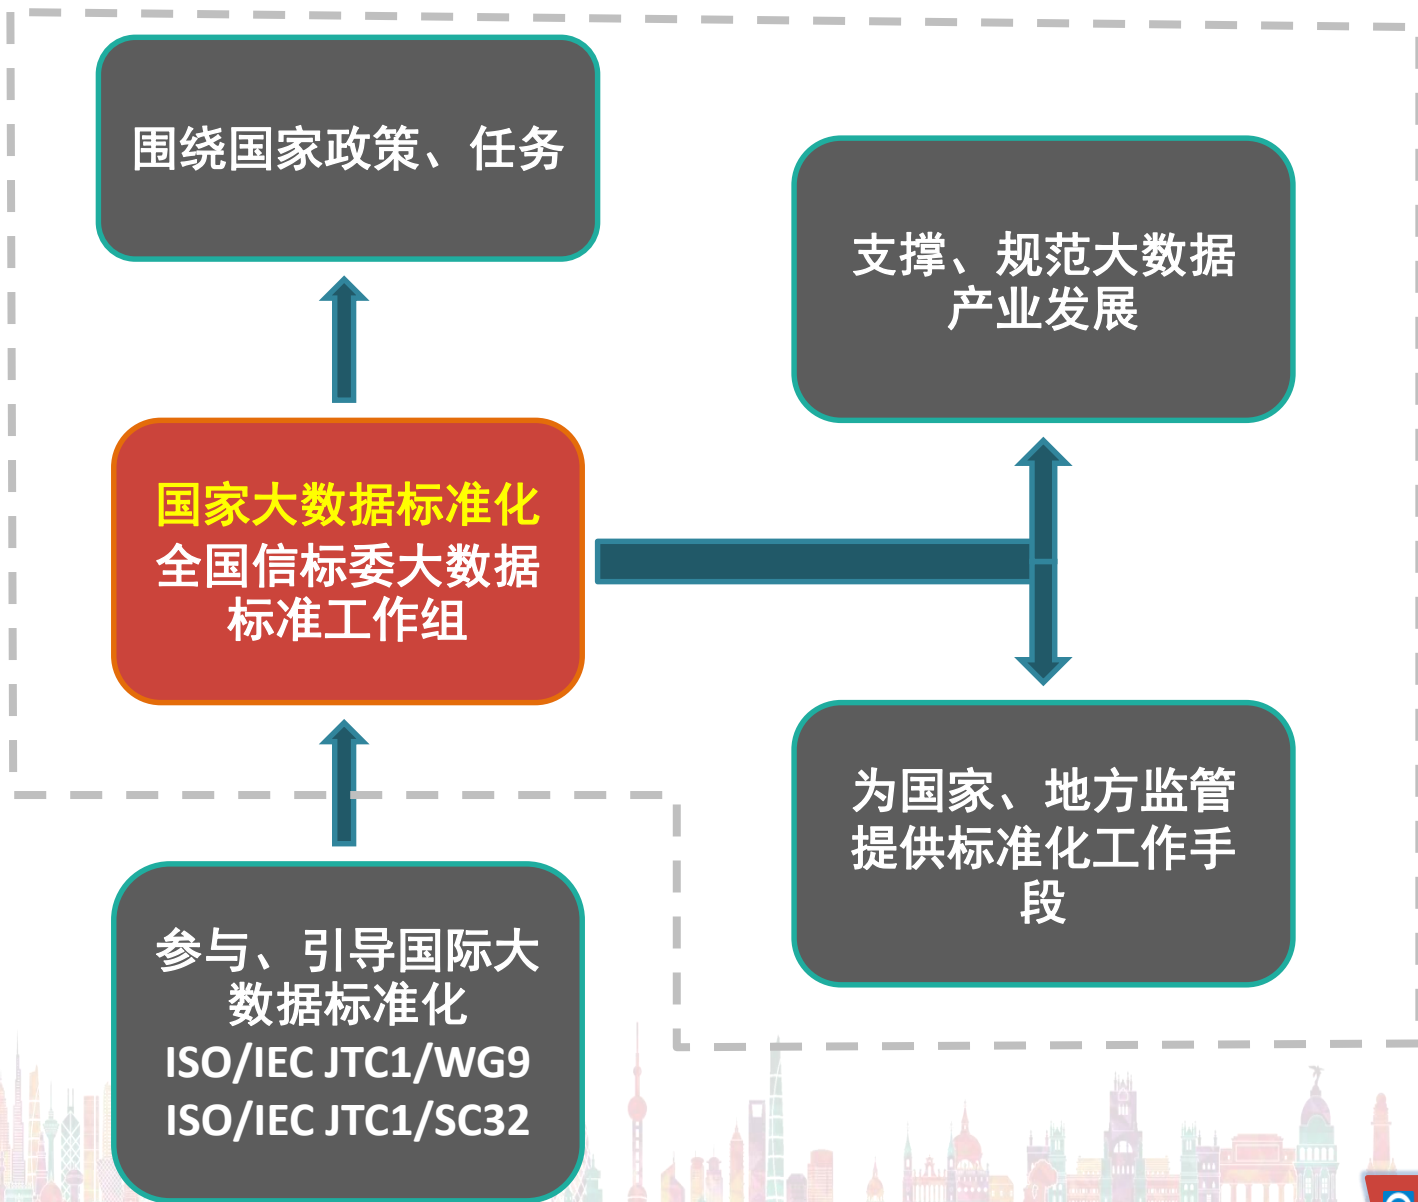 围绕国家政策、任务
支撑、规范大数据
产业发展
国家大数据标准化
全国信标委大数据
标准工作组
为国家、地方监管
提供标准化工作手
段
参与、引导国际大
数据标准化
ISO/IEC JTC1/WG9
ISO/IEC JTC1/SC32